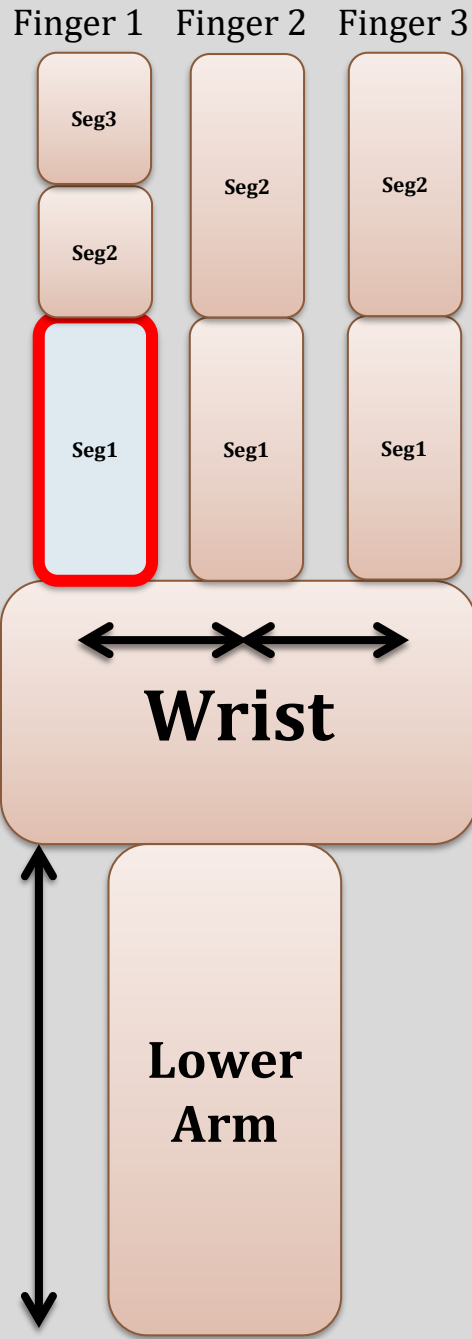 Finger 1 Finger 2 Finger 3
Seg3
Seg2 Seg2
Seg2
Seg1 Seg1 Seg1
Wrist
Lower
Arm